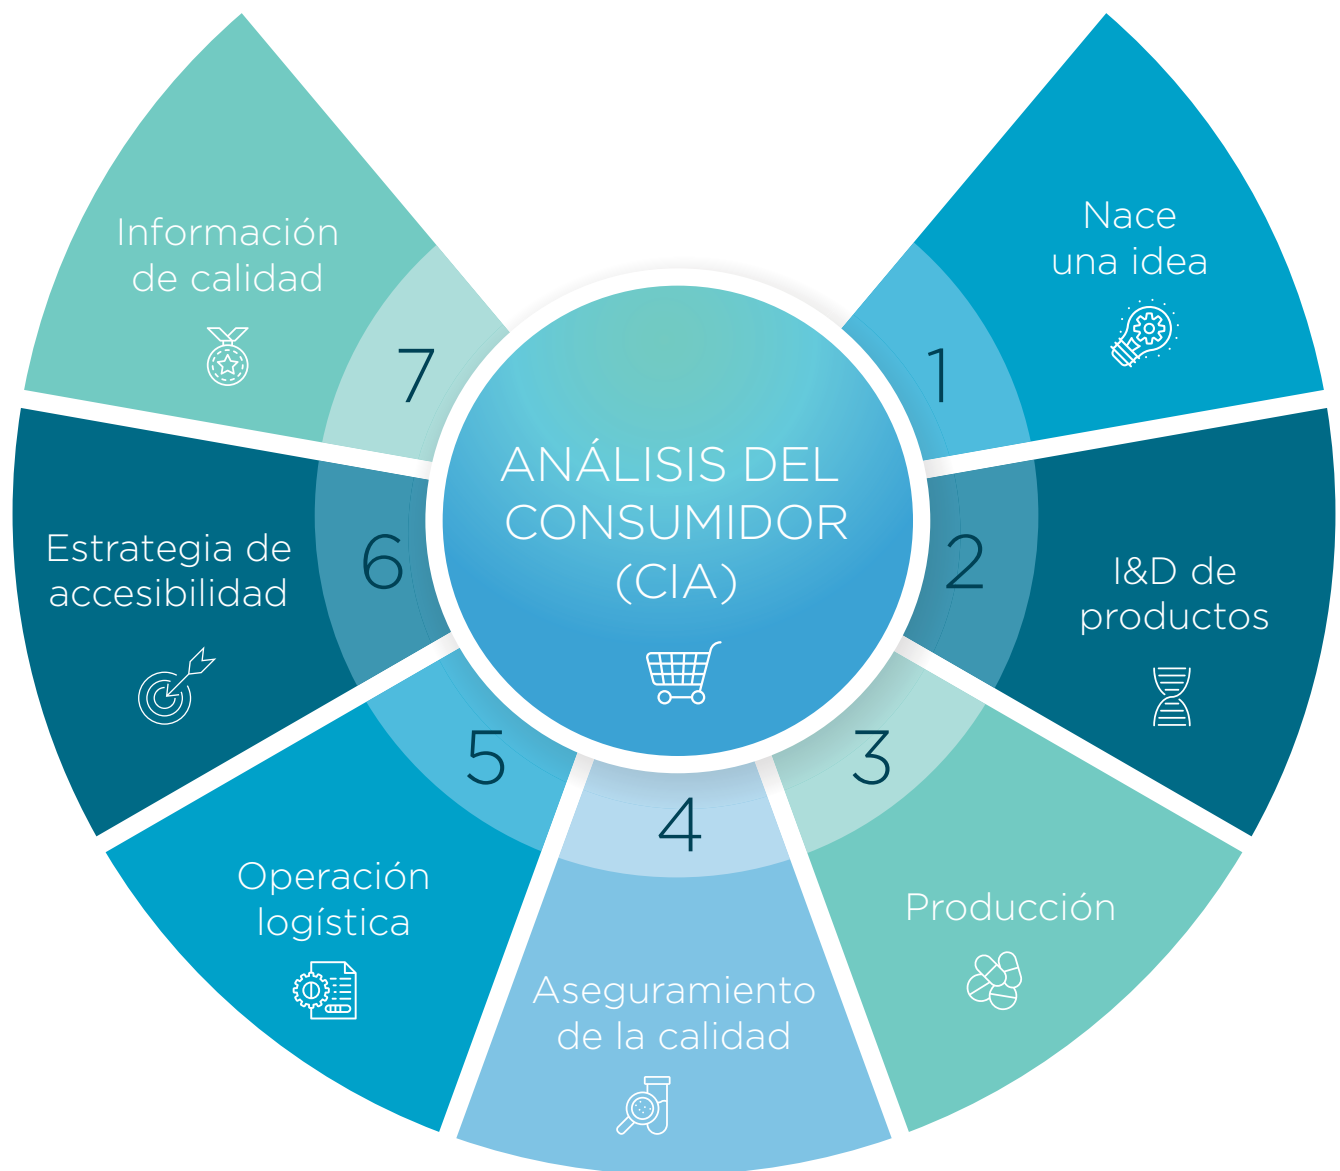 ANÁLISIS DEL
CONSUMIDOR
(CIA)
1
Nace
una idea
2
I&D de
productos
3
Producción
4
Aseguramiento
de la calidad
5
Operación
logística
6
Estrategia de
accesibilidad
7
Información
de calidad